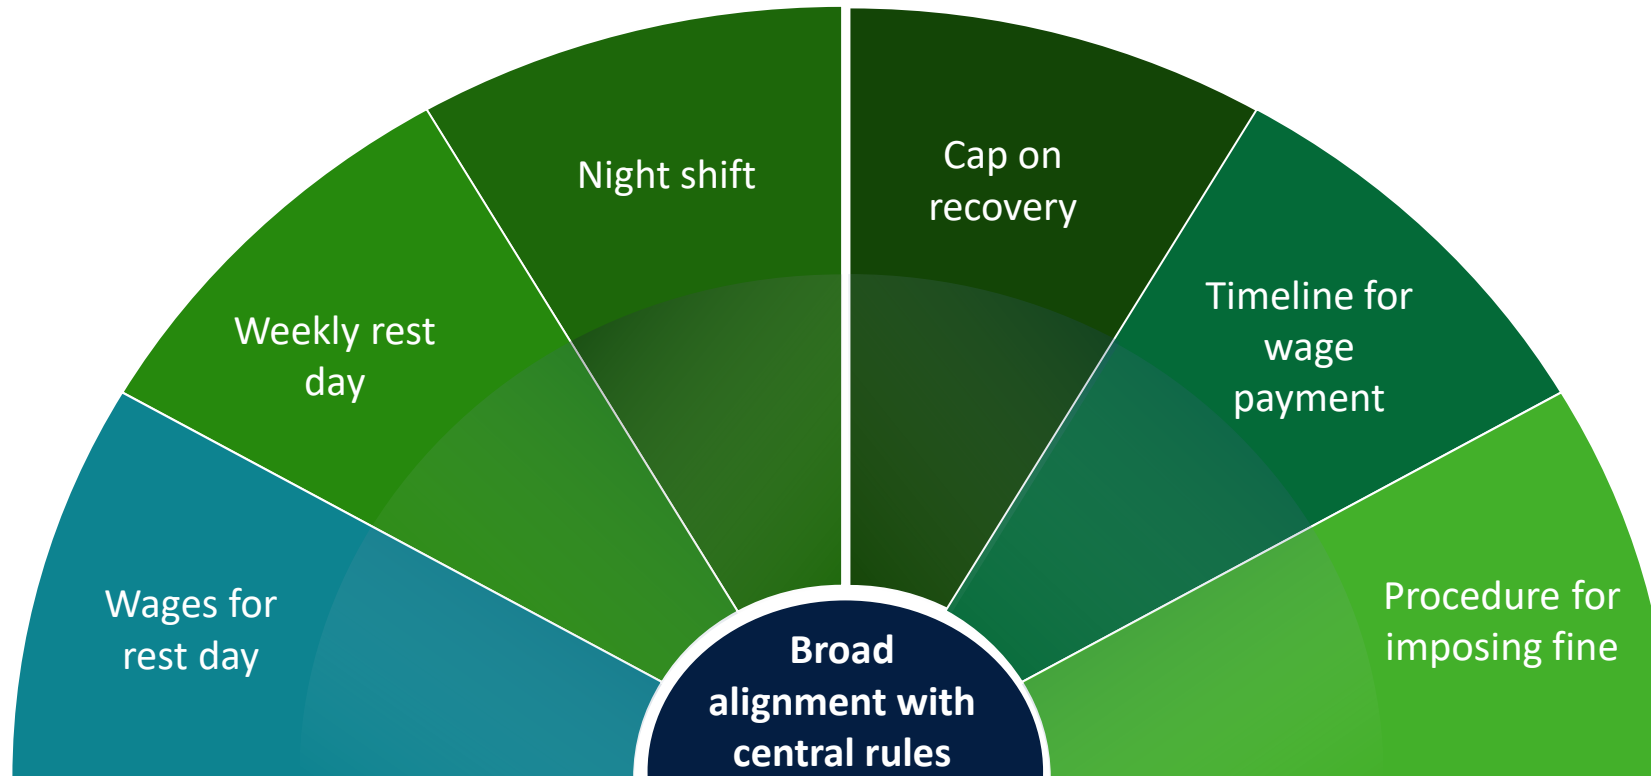 Wages for
rest day
Weekly rest
day
Night shift
Cap on
recovery
Timeline for
wage
payment
Procedure for
imposing fine
Broad
alignment with
central rules